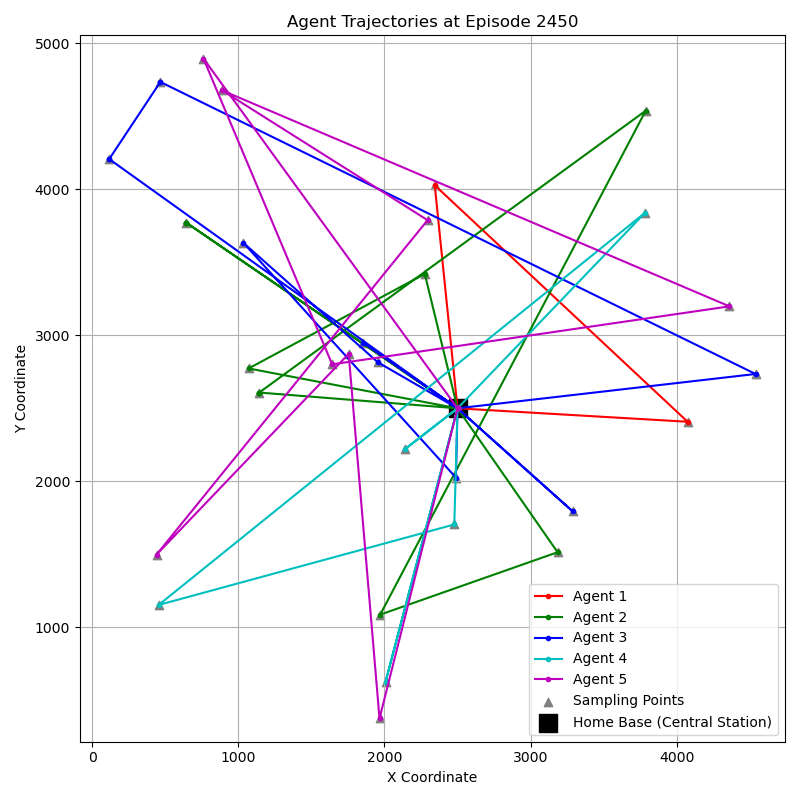 Agent Trajectories at Episode 2450
5000
4000
3000
2000
1000
Y Coordinate
0
1000
2000
3000
4000
X Coordinate
Agent 1
Agent 2
Agent 3
Agent 4
Agent 5
Sampling Points
Home Base (Central Station)